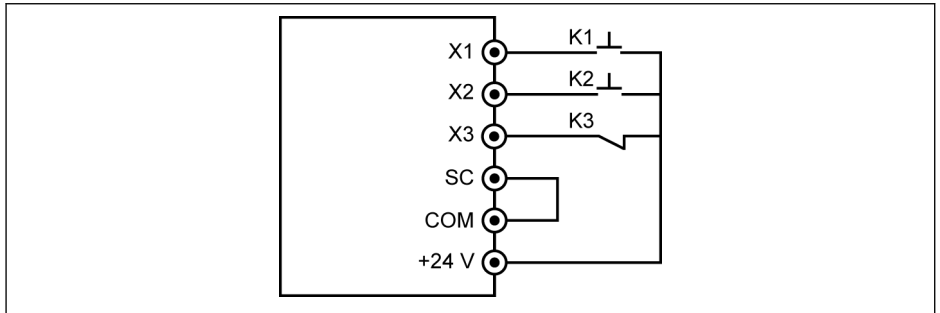 X1 K1
X2 K2
X3 K3
SC
COM
+24 V